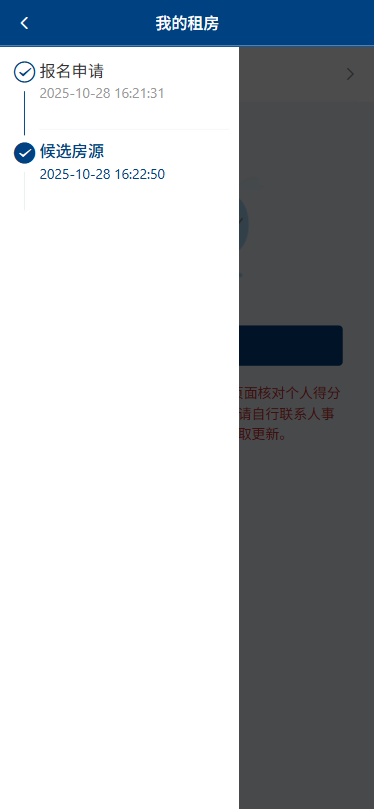 我的租房
报名申请
2025-10-28 16:21:31
候选房源
2025-10-28 16:22:50
页面核对个人得分
请自行联系人事
取更新。